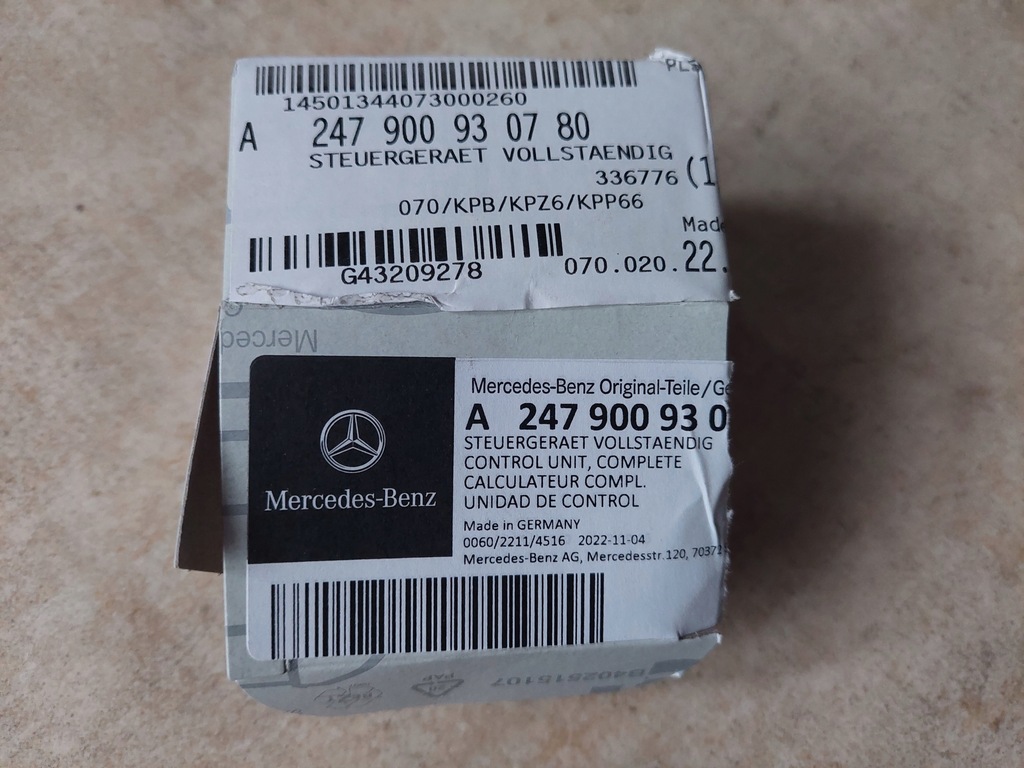 14501344073000260
A 247 900 93 07 80
STEUERGERAET VOLLSTAENDIG
336776 (1
070/KPB/KPZ6/KPP66
Made
G43209278
070.020.22.
Merced
Mercedes-Benz
Mercedes-Benz Original-Teile/Ge
A 247 900 93 0
STEUERGERAET VOLLSTAENDIG
CONTROL UNIT, COMPLETE
CALCULATEUR COMPL.
UNIDAD DE CONTROL
Made in GERMANY
0060/2211/4516 2022-11-04
Mercedes-Benz AG, Mercedesstr.120, 7037
B402515107
PAP